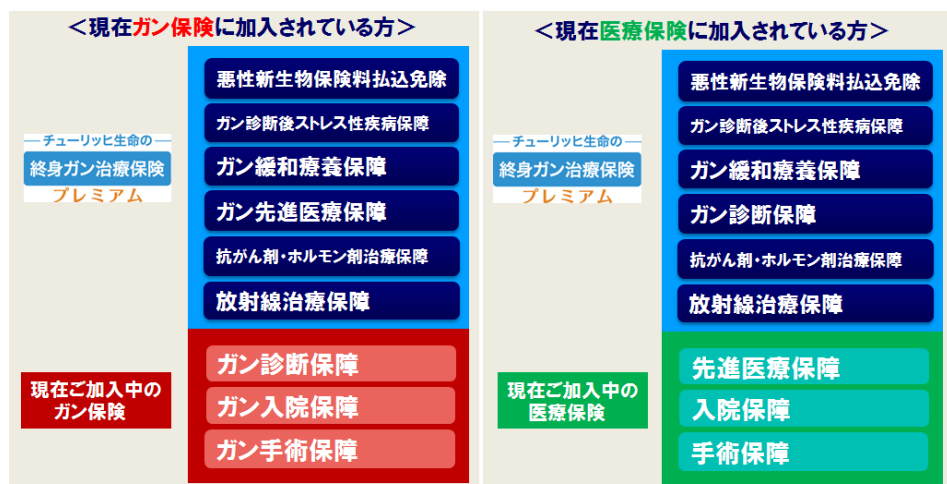 ＜現在ガン保険に加入されている方＞
悪性新生物保険料払込免除
ガン診断後ストレス性疾病保障
チューリッヒ生命の
終身ガン治療保険
プレミアム
ガン緩和療養保障
ガン先進医療保障
抗がん剤・ホルモン剤治療保障
放射線治療保障
現在ご加入中の
ガン保険
ガン診断保障
ガン入院保障
ガン手術保障
＜現在医療保険に加入されている方＞
悪性新生物保険料払込免除
ガン診断後ストレス性疾病保障
チューリッヒ生命の
終身ガン治療保険
プレミアム
ガン緩和療養保障
ガン診断保障
抗がん剤・ホルモン剤治療保障
放射線治療保障
現在ご加入中の
医療保険
先進医療保障
入院保障
手術保障